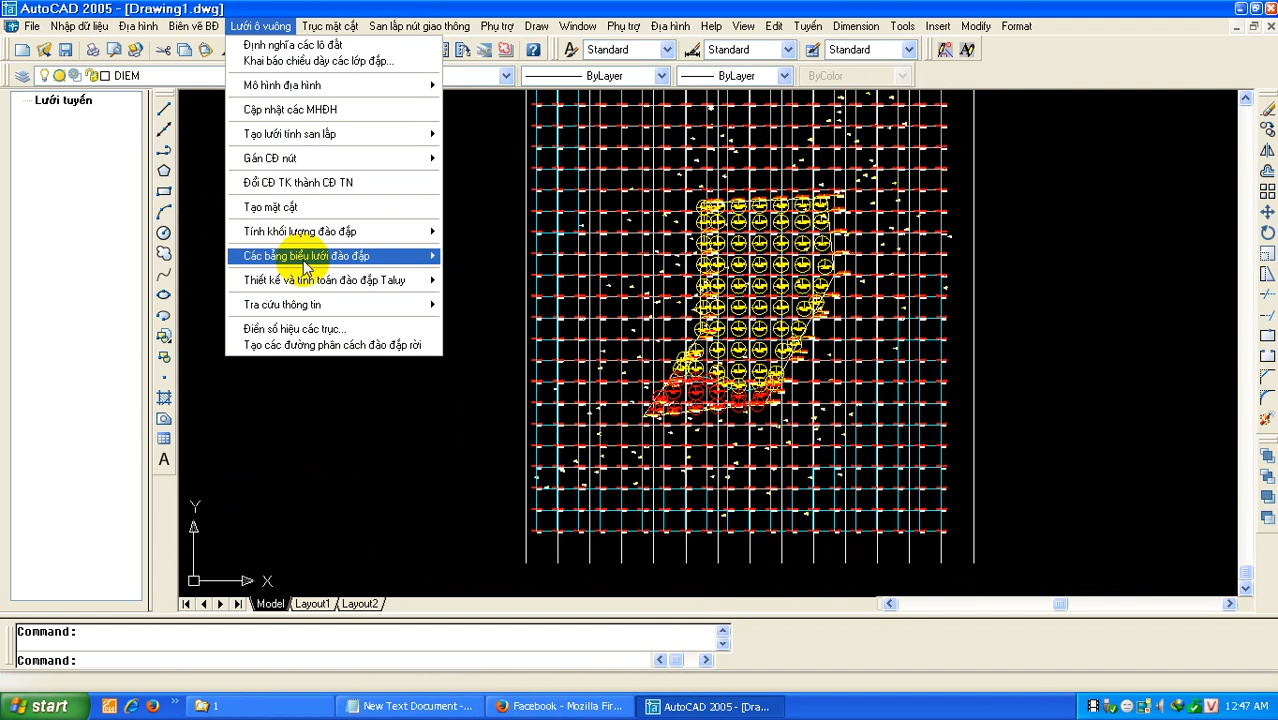 AutoCAD 2005 - [Drawing1.dwg]
File Nhập dữ liệu Địa hình Biên vẽ BĐ Lưới ô vuông Trục mặt cắt San lấp nút giao thông Phụ trợ Draw Window Phụ trợ Địa hình Help View Edit Tuyến Dimension Tools Insert Modify Format
Standard Standard Standard
DIEM ByLayer ByLayer ByColor
Lưới tuyến
Định nghĩa các lô đất
Khai báo chiều dày các lớp đắp...
Mô hình địa hình
Cập nhật các MHĐH
Tạo lưới tính san lấp
Gán CĐ nút
Đổi CĐ TK thành CĐ TN
Tạo mặt cắt
Tính khối lượng đào đắp
Các bảng biểu lưới đào đắp
Thiết kế và tính toán đào đắp Taluy
Tra cứu thông tin
Điền số hiệu các trục...
Tạo các đường phân cách đào đắp rời
Y
X
Model Layout1 Layout2
Command:
Command:
start 1 New Text Document -... Facebook - Mozilla Fir... AutoCAD 2005 - [Dra... V 12:47 AM